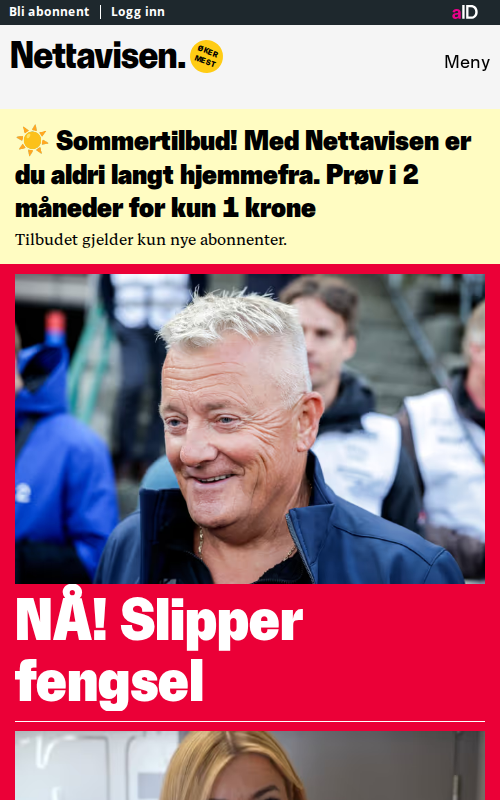 Bli abonnent | Logg inn
aID
Nettavisen.
ØKER
MEST
Meny
☀️ Sommertilbud! Med Nettavisen er
du aldri langt hjemmefra. Prøv i 2
måneder for kun 1 krone
Tilbudet gjelder kun nye abonnenter.
NÅ! Slipper
fengsel